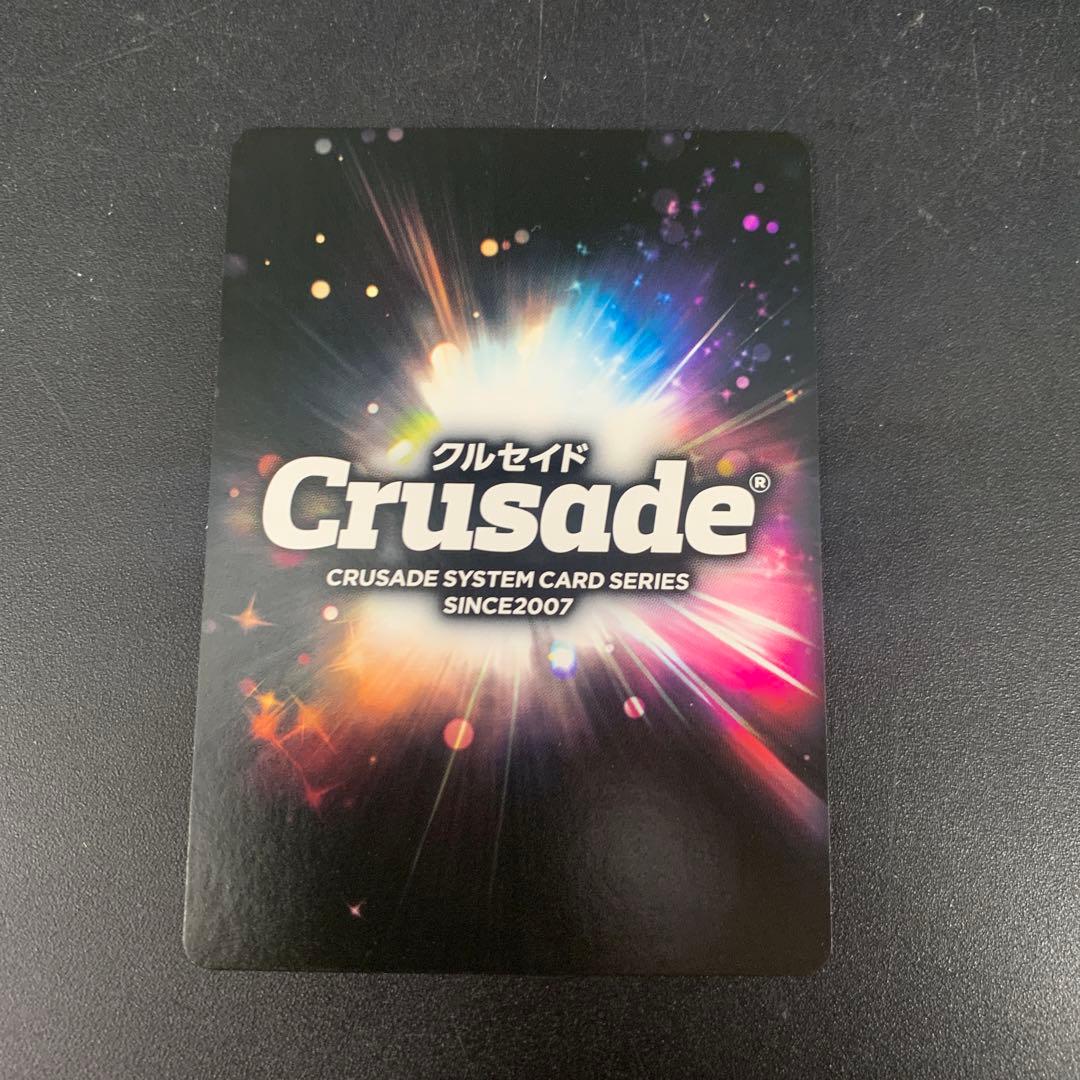 クルセイド
Crusade®
CRUSADE SYSTEM CARD SERIES
SINCE2007